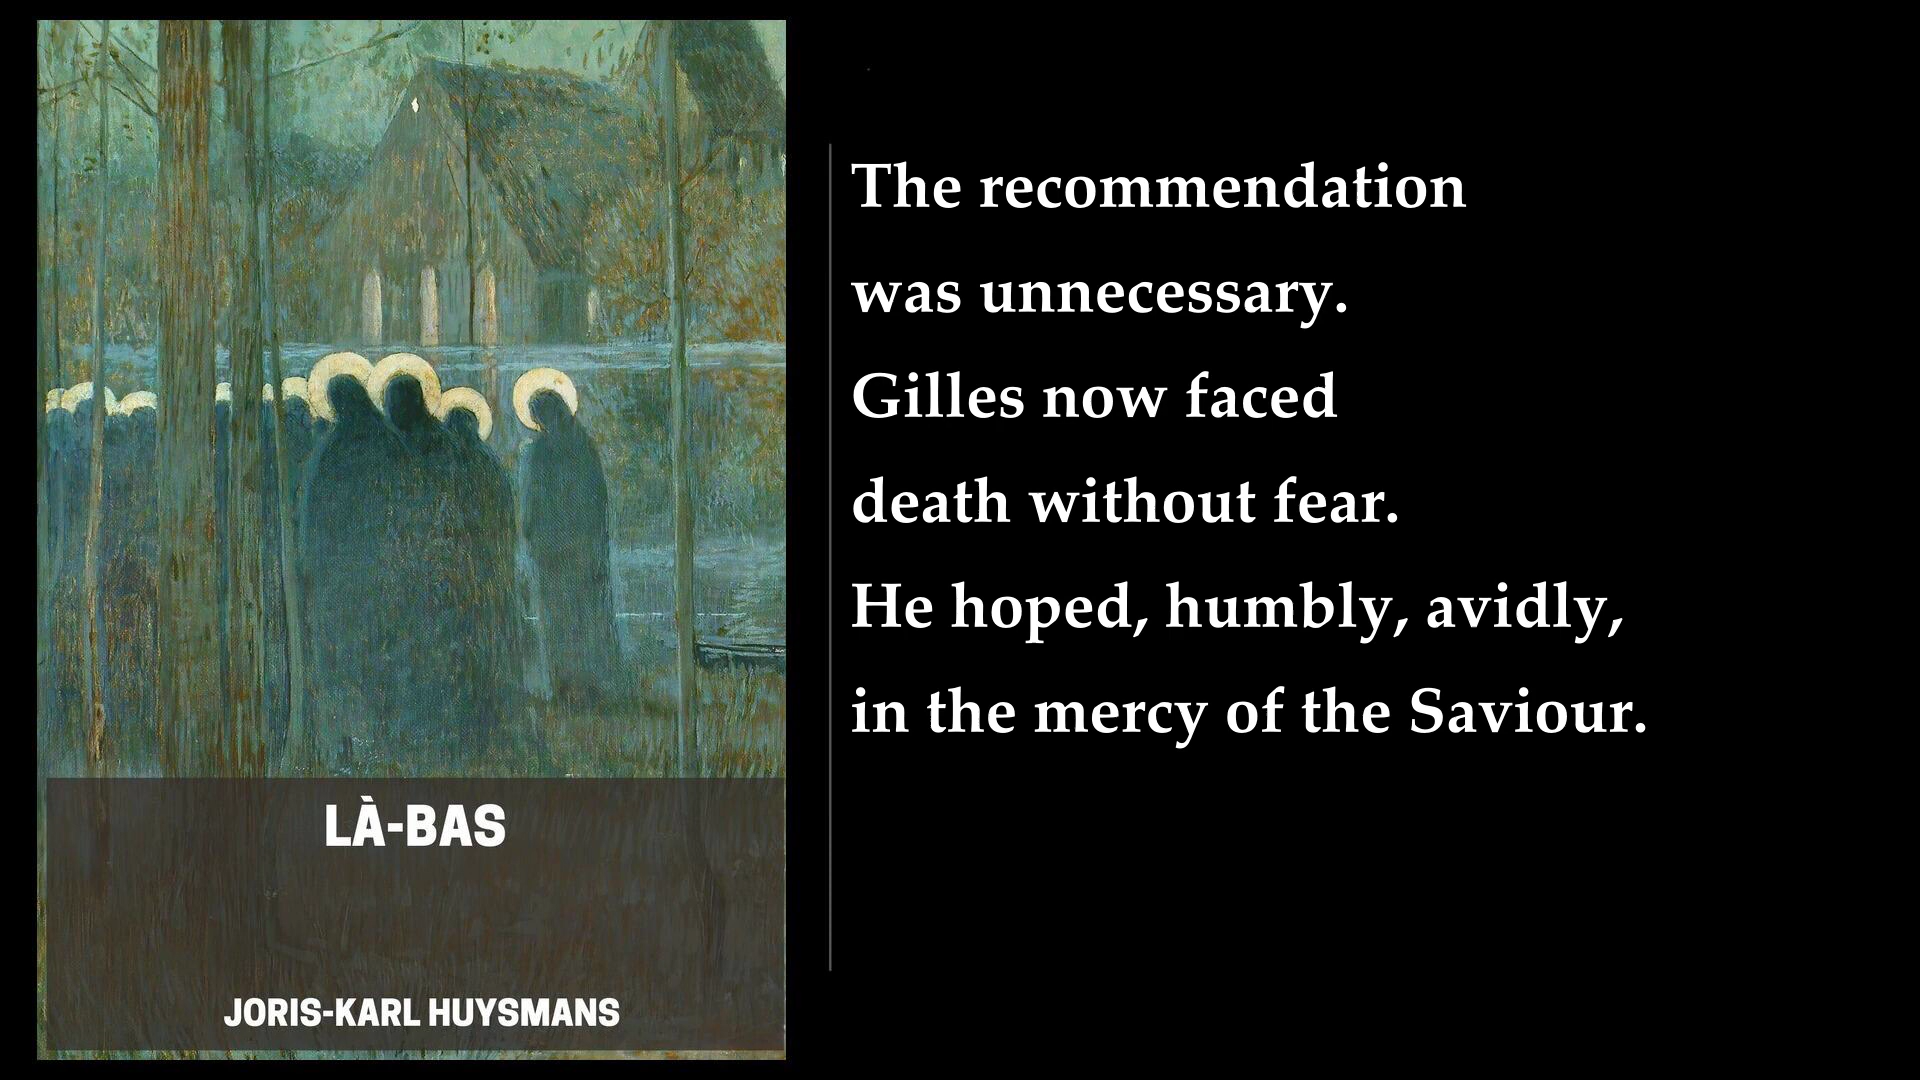 LÀ-BAS
JORIS-KARL HUYSMANS
The recommendation
was unnecessary.
Gilles now faced
death without fear.
He hoped, humbly, avidly,
in the mercy of the Saviour.